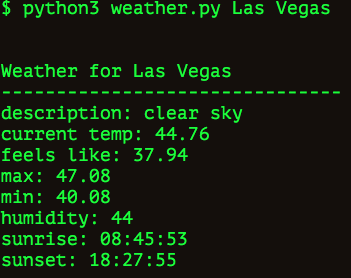 $ python3 weather.py Las Vegas
Weather for Las Vegas
-------------------------------
description: clear sky
current temp: 44.76
feels like: 37.94
max: 47.08
min: 40.08
humidity: 44
sunrise: 08:45:53
sunset: 18:27:55